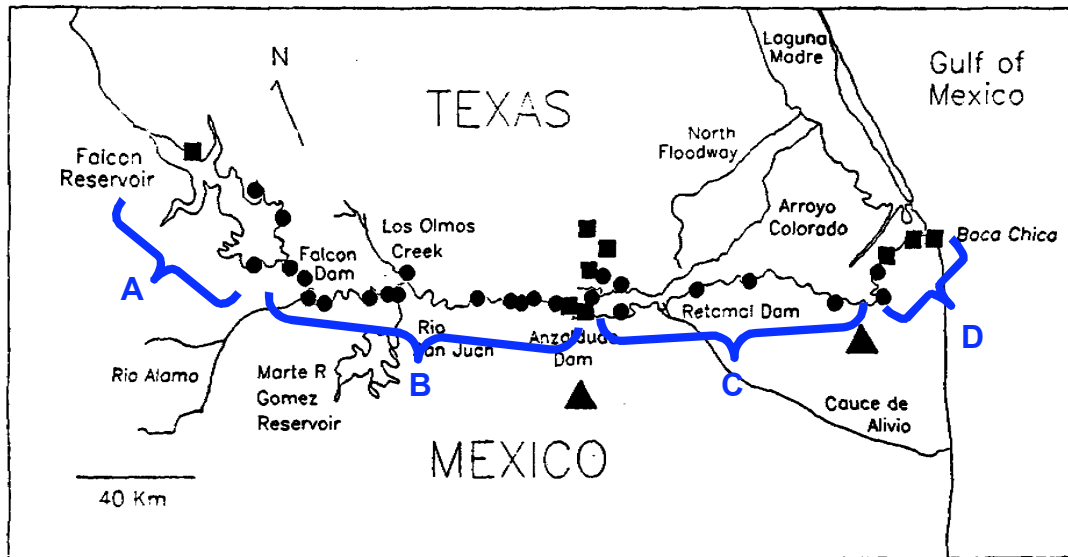 Laguna
Madre
Gulf of
Mexico
N
TEXAS
North
Floodway
Falcon
Reservoir
Los Olmos
Creek
Arroyo
Colorado
Boca Chica
Falcon
Dam
A
Retamal Dam
D
Rio
San Juan
Anzalduas
Dam
B
C
Rio Alamo
Marte R
Gomez
Reservoir
Cauce de
Alivio
MEXICO
40 Km